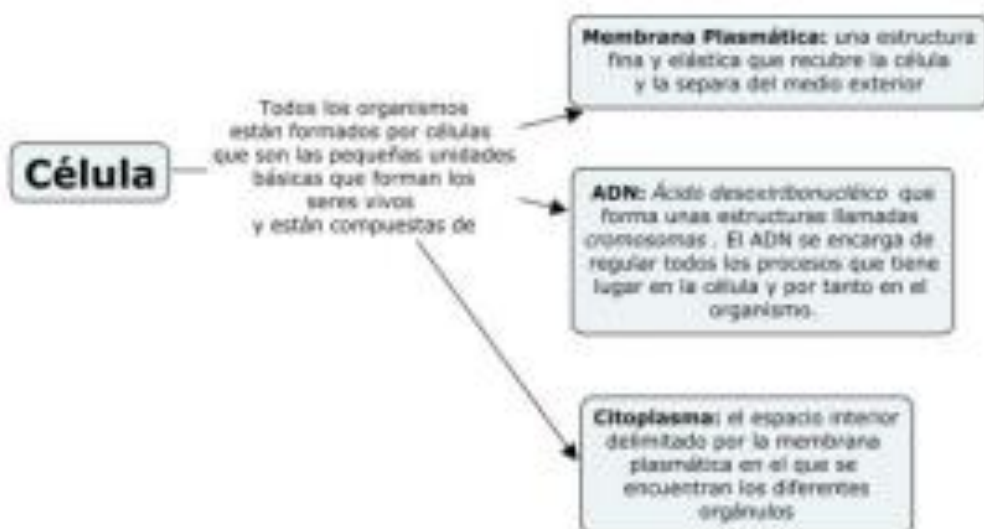 Célula
Todos los organismos
están formados por células
que son las pequeñas unidades
básicas que forman los
seres vivos
y están compuestas de
Membrana Plasmática: una estructura
fina y elástica que recubre la célula
y la separa del medio exterior
ADN: Ácido desoxiribonucléico que
forma unas estructuras llamadas
cromosomas . El ADN se encarga de
regular todos los procesos que tiene
lugar en la célula y por tanto en el
organismo.
Citoplasma: el espacio interior
delimitado por la membrana
plasmática en el que se
encuentran los diferentes
orgánulos